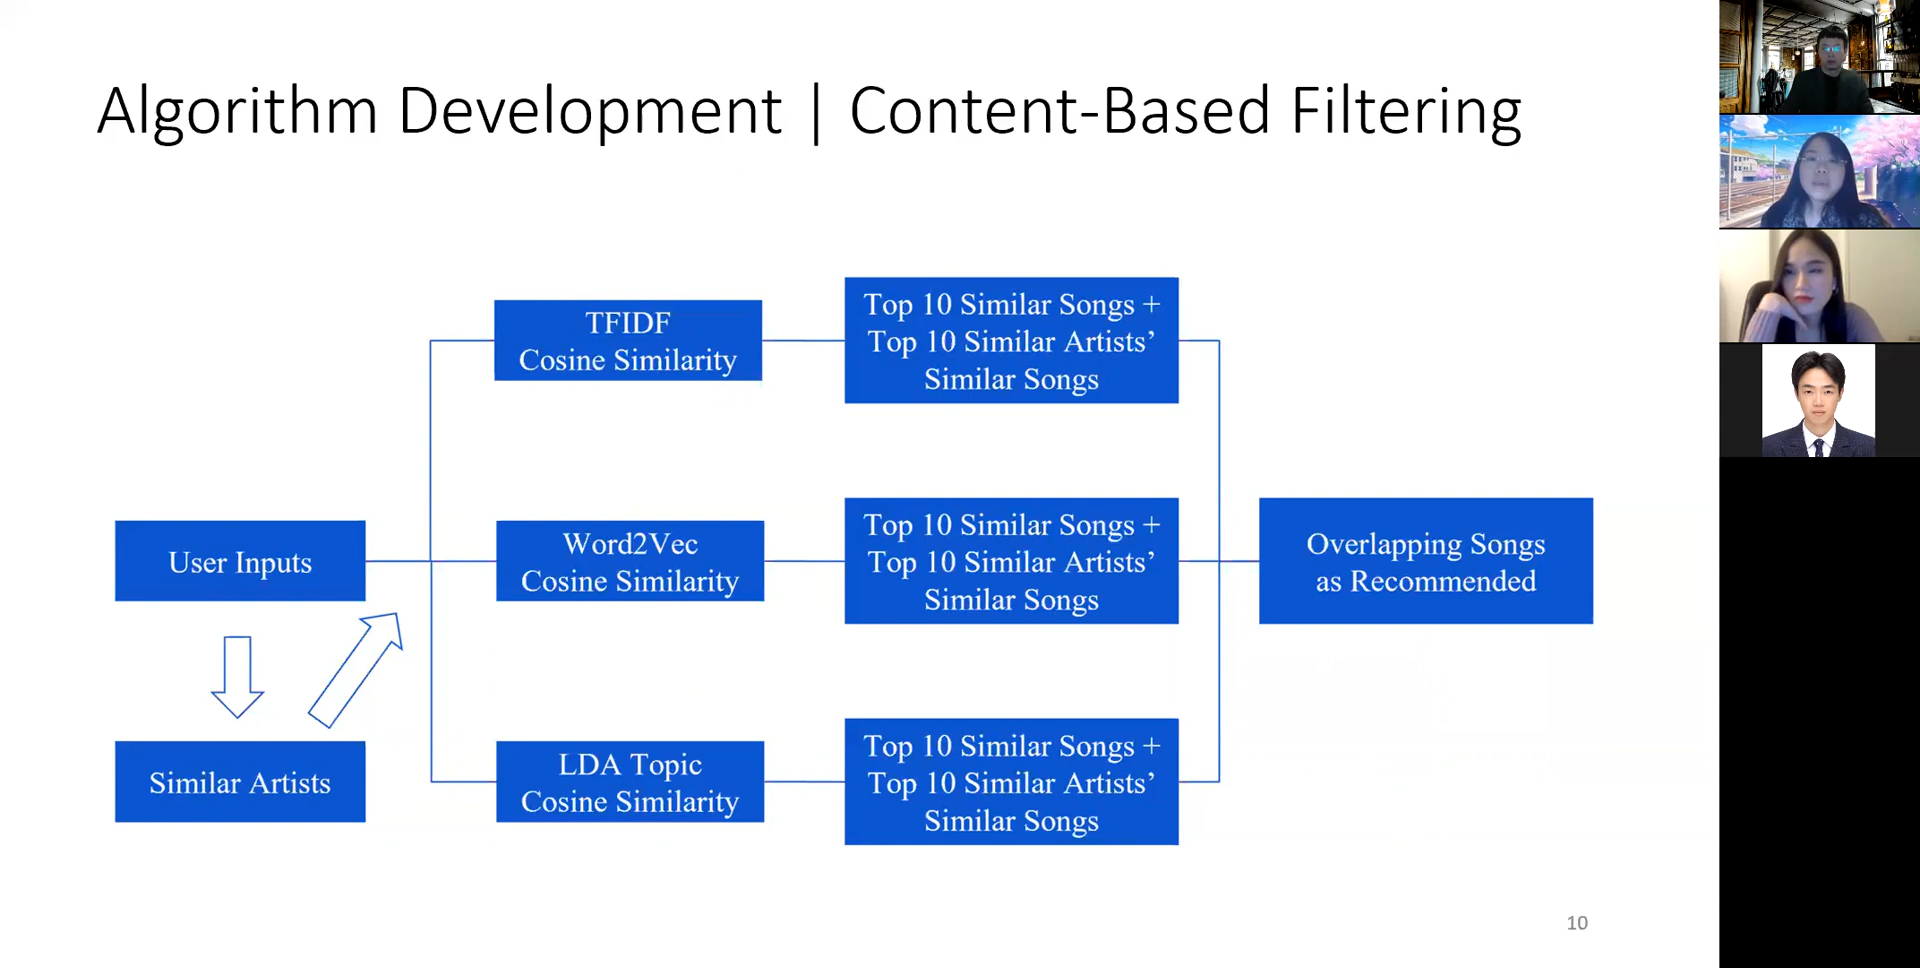 Algorithm Development | Content-Based Filtering
TFIDF
Cosine Similarity
Top 10 Similar Songs +
Top 10 Similar Artists’
Similar Songs
User Inputs
Word2Vec
Cosine Similarity
Top 10 Similar Songs +
Top 10 Similar Artists’
Similar Songs
Overlapping Songs
as Recommended
Similar Artists
LDA Topic
Cosine Similarity
Top 10 Similar Songs +
Top 10 Similar Artists’
Similar Songs
10